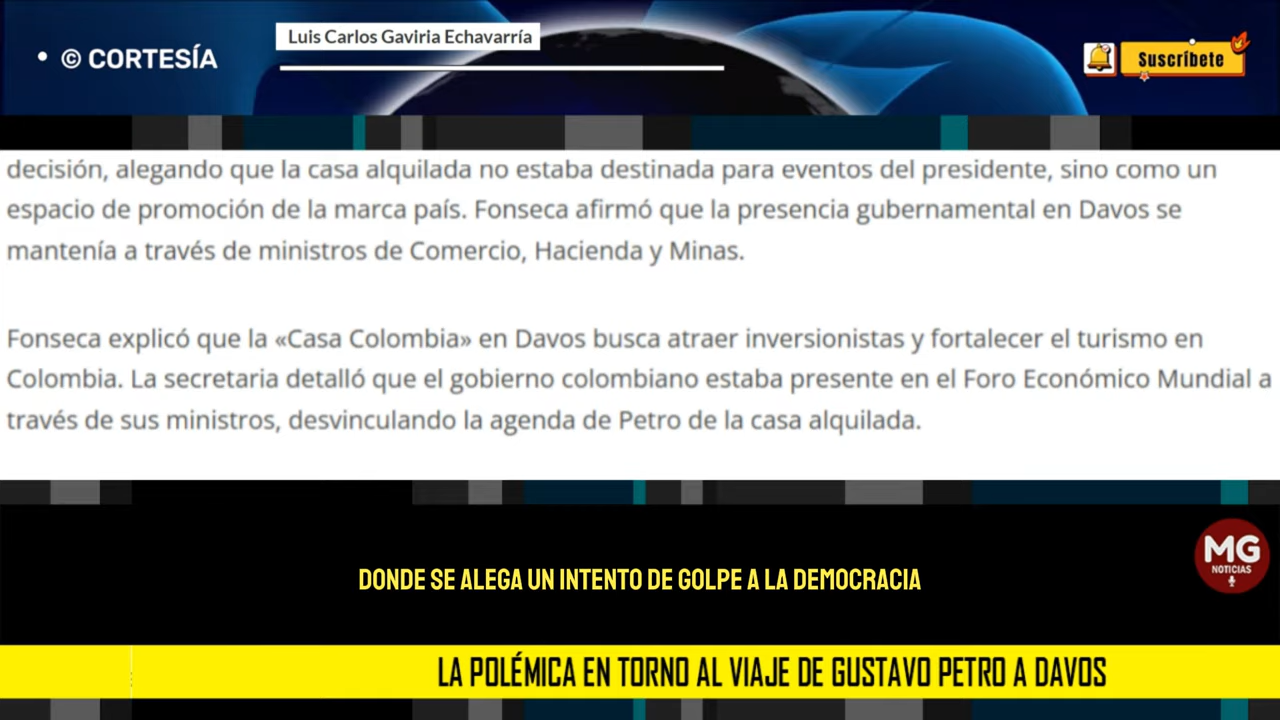 • © CORTESÍA
Luis Carlos Gaviria Echavarría
Suscríbete
decisión, alegando que la casa alquilada no estaba destinada para eventos del presidente, sino como un
espacio de promoción de la marca país. Fonseca afirmó que la presencia gubernamental en Davos se
mantenía a través de ministros de Comercio, Hacienda y Minas.
Fonseca explicó que la «Casa Colombia» en Davos busca atraer inversionistas y fortalecer el turismo en
Colombia. La secretaria detalló que el gobierno colombiano estaba presente en el Foro Económico Mundial a
través de sus ministros, desvinculando la agenda de Petro de la casa alquilada.
MG
NOTICIAS
DONDE SE ALEGA UN INTENTO DE GOLPE A LA DEMOCRACIA
LA POLÉMICA EN TORNO AL VIAJE DE GUSTAVO PETRO A DAVOS